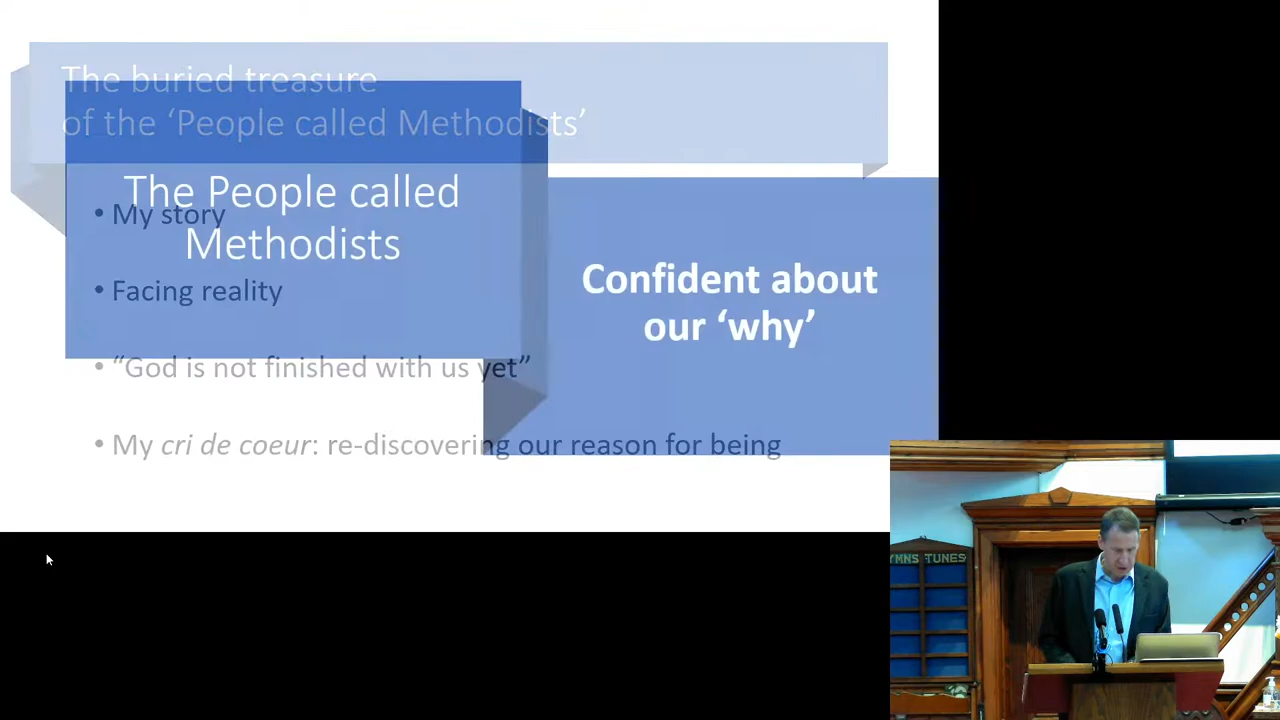 The buried treasure
of the ‘People called Methodists’
The People called
Methodists
• My story
• Facing reality
• “God is not finished with us yet”
• My cri de coeur: re-discovering our reason for being
Confident about
our ‘why’
HYMNS TUNES